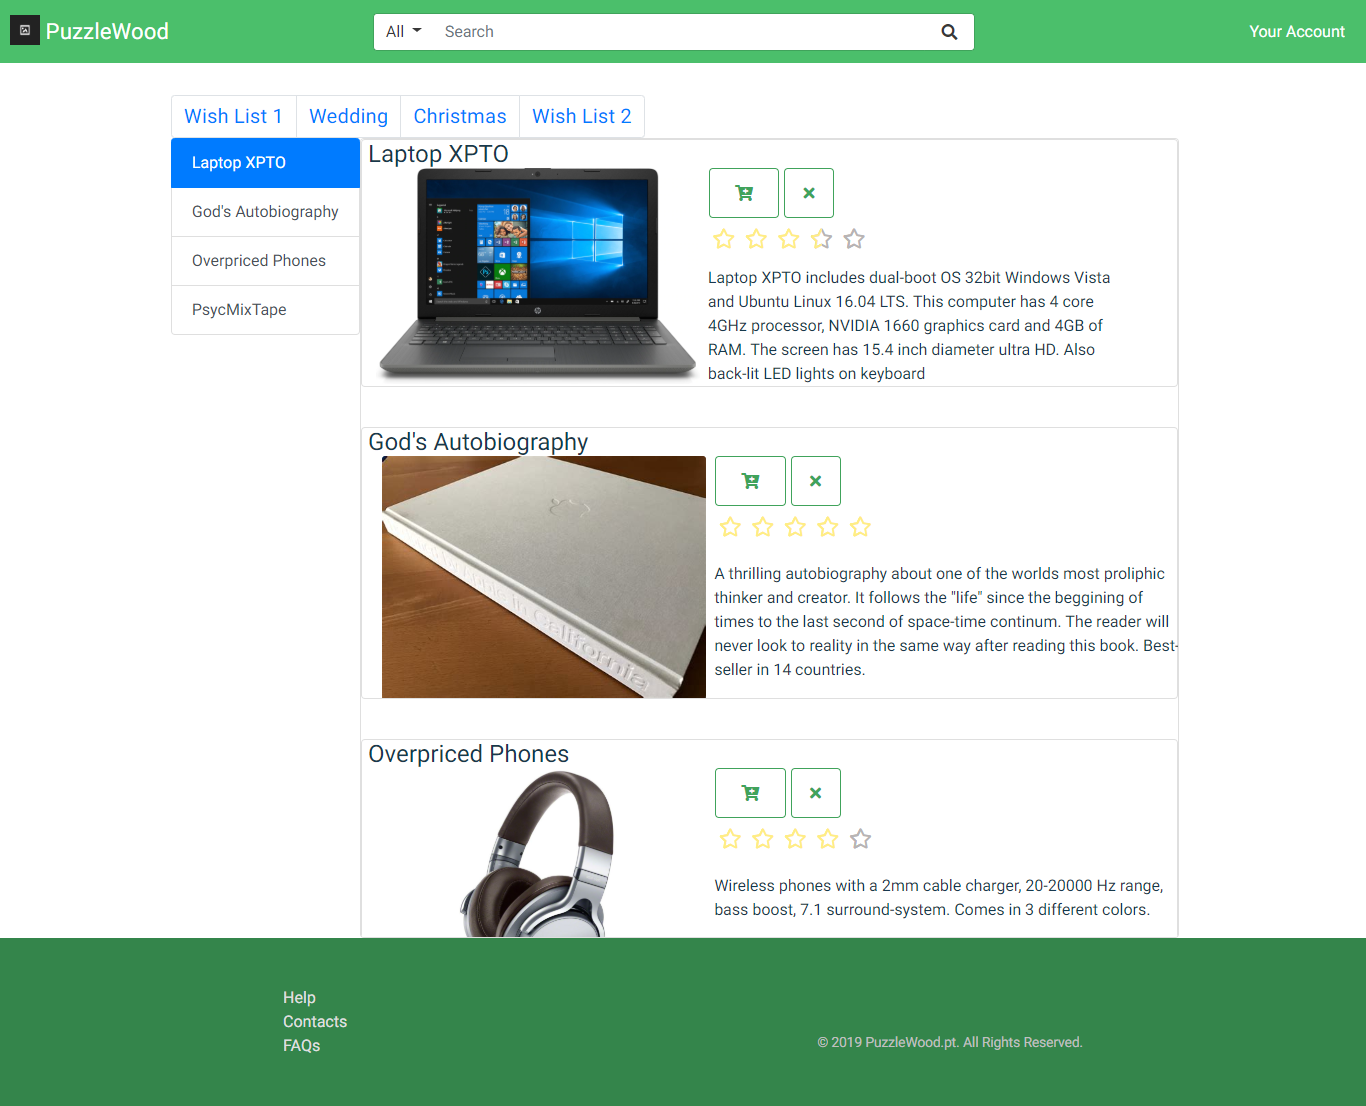 PuzzleWood
All
Search
Your Account
Wish List 1
Wedding
Christmas
Wish List 2
Laptop XPTO
God's Autobiography
Overpriced Phones
PsycMixTape
Laptop XPTO
Laptop XPTO includes dual-boot OS 32bit Windows Vista
and Ubuntu Linux 16.04 LTS. This computer has 4 core
4GHz processor, NVIDIA 1660 graphics card and 4GB of
RAM. The screen has 15.4 inch diameter ultra HD. Also
back-lit LED lights on keyboard
God's Autobiography
in California
A thrilling autobiography about one of the worlds most proliphic
thinker and creator. It follows the "life" since the beggining of
times to the last second of space-time continum. The reader will
never look to reality in the same way after reading this book. Best-
seller in 14 countries.
Overpriced Phones
Wireless phones with a 2mm cable charger, 20-20000 Hz range,
bass boost, 7.1 surround-system. Comes in 3 different colors.
Help
Contacts
FAQs
© 2019 PuzzleWood.pt. All Rights Reserved.